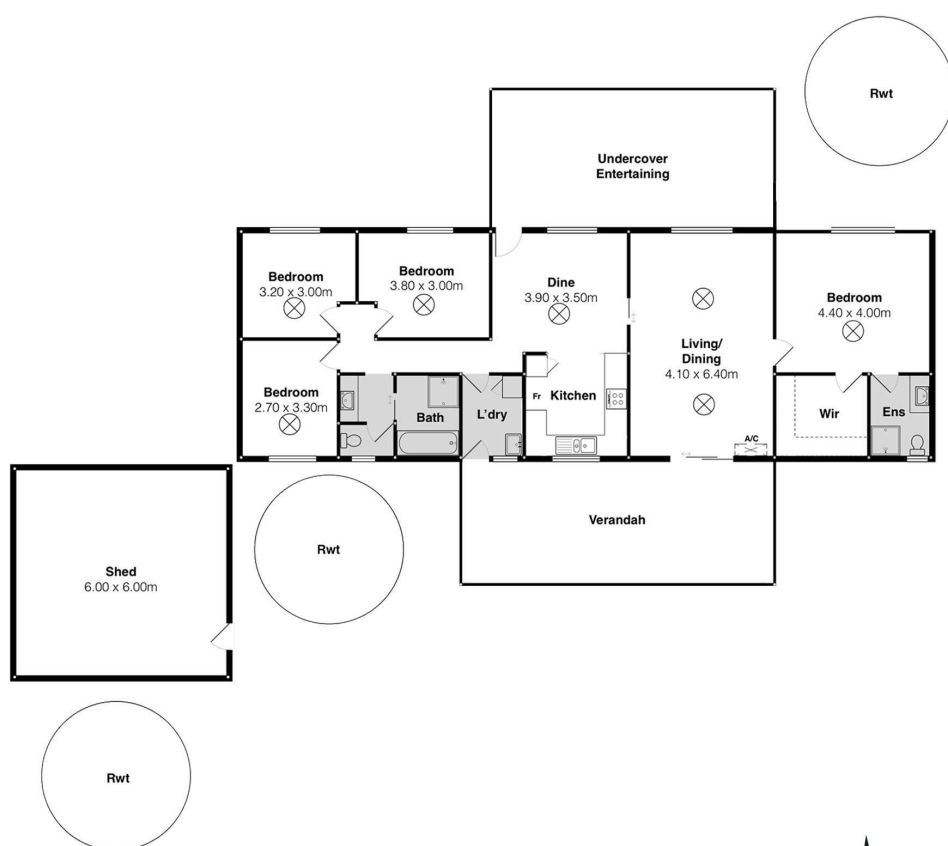 Rwt
Undercover
Entertaining
Bedroom
3.20 x 3.00m
Bedroom
3.80 x 3.00m
Dine
3.90 x 3.50m
Bedroom
4.40 x 4.00m
Living/
Dining
4.10 x 6.40m
Bedroom
2.70 x 3.30m
Bath
L'dry
Fr
Kitchen
Wir
Ens
A/C
Verandah
Rwt
Shed
6.00 x 6.00m
Rwt